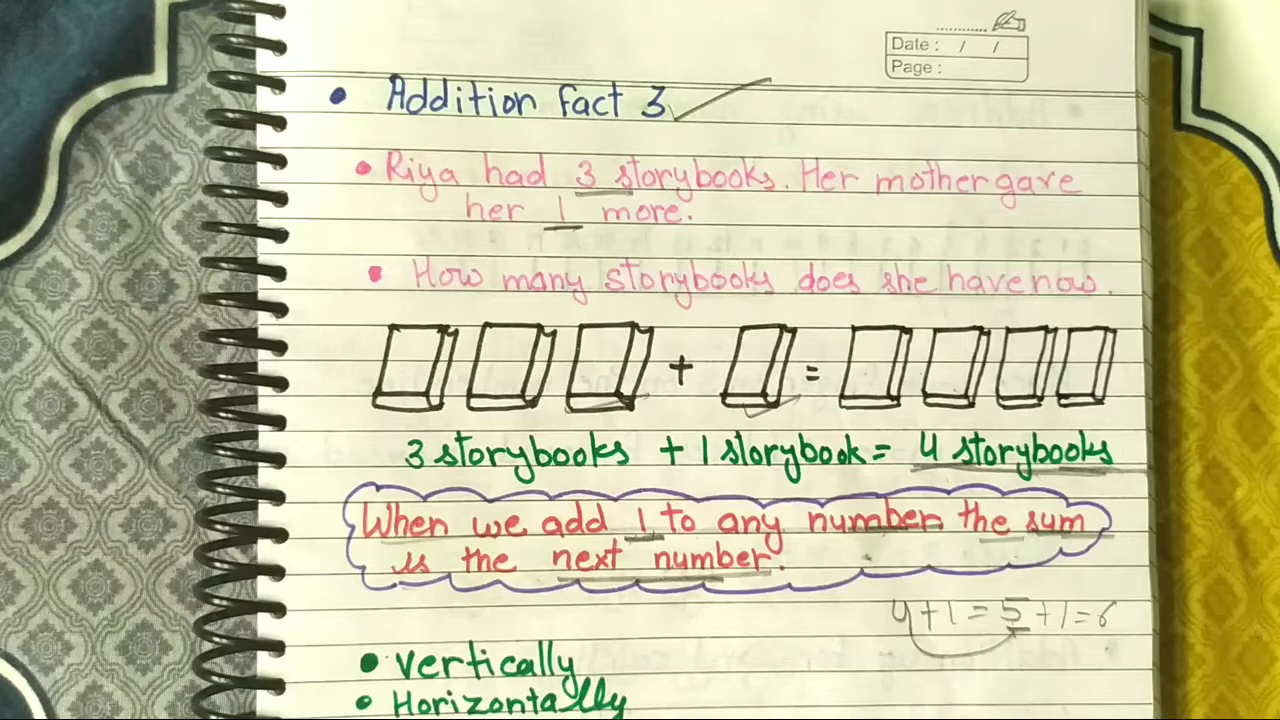 Date : / /
Page :
• Addition fact 3
• Riya had 3 storybooks. Her mother gave
her 1 more.
• How many storybooks does she have now.
+ =
3 storybooks + 1 storybook = 4 storybooks
When we add 1 to any number the sum
is the next number.
4+1=5+1=6
• Vertically
• Horizontally